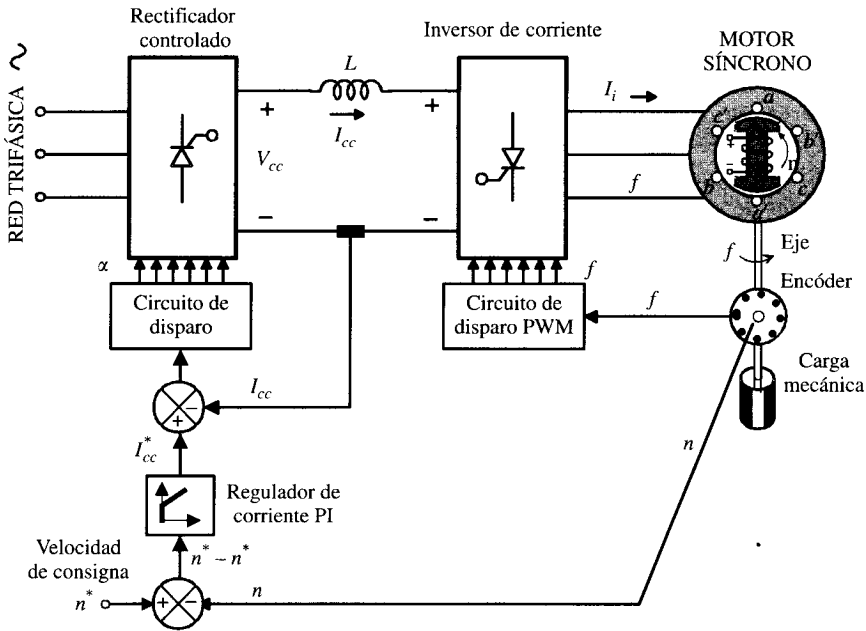 Rectificador
controlado
Inversor de corriente
MOTOR
SÍNCRONO
RED TRIFÁSICA
L
I_i
a
c'
b'
n
+
+
+
I_cc
V_cc
f
b
c
a'
−
−
−
Eje
f
α
f
Encóder
Circuito de
disparo
Circuito de
disparo PWM
f
Carga
mecánica
I_cc
−
+
I*_cc
n
Regulador de
corriente PI
Velocidad
de consigna
n* − n*
n*
+
−
n